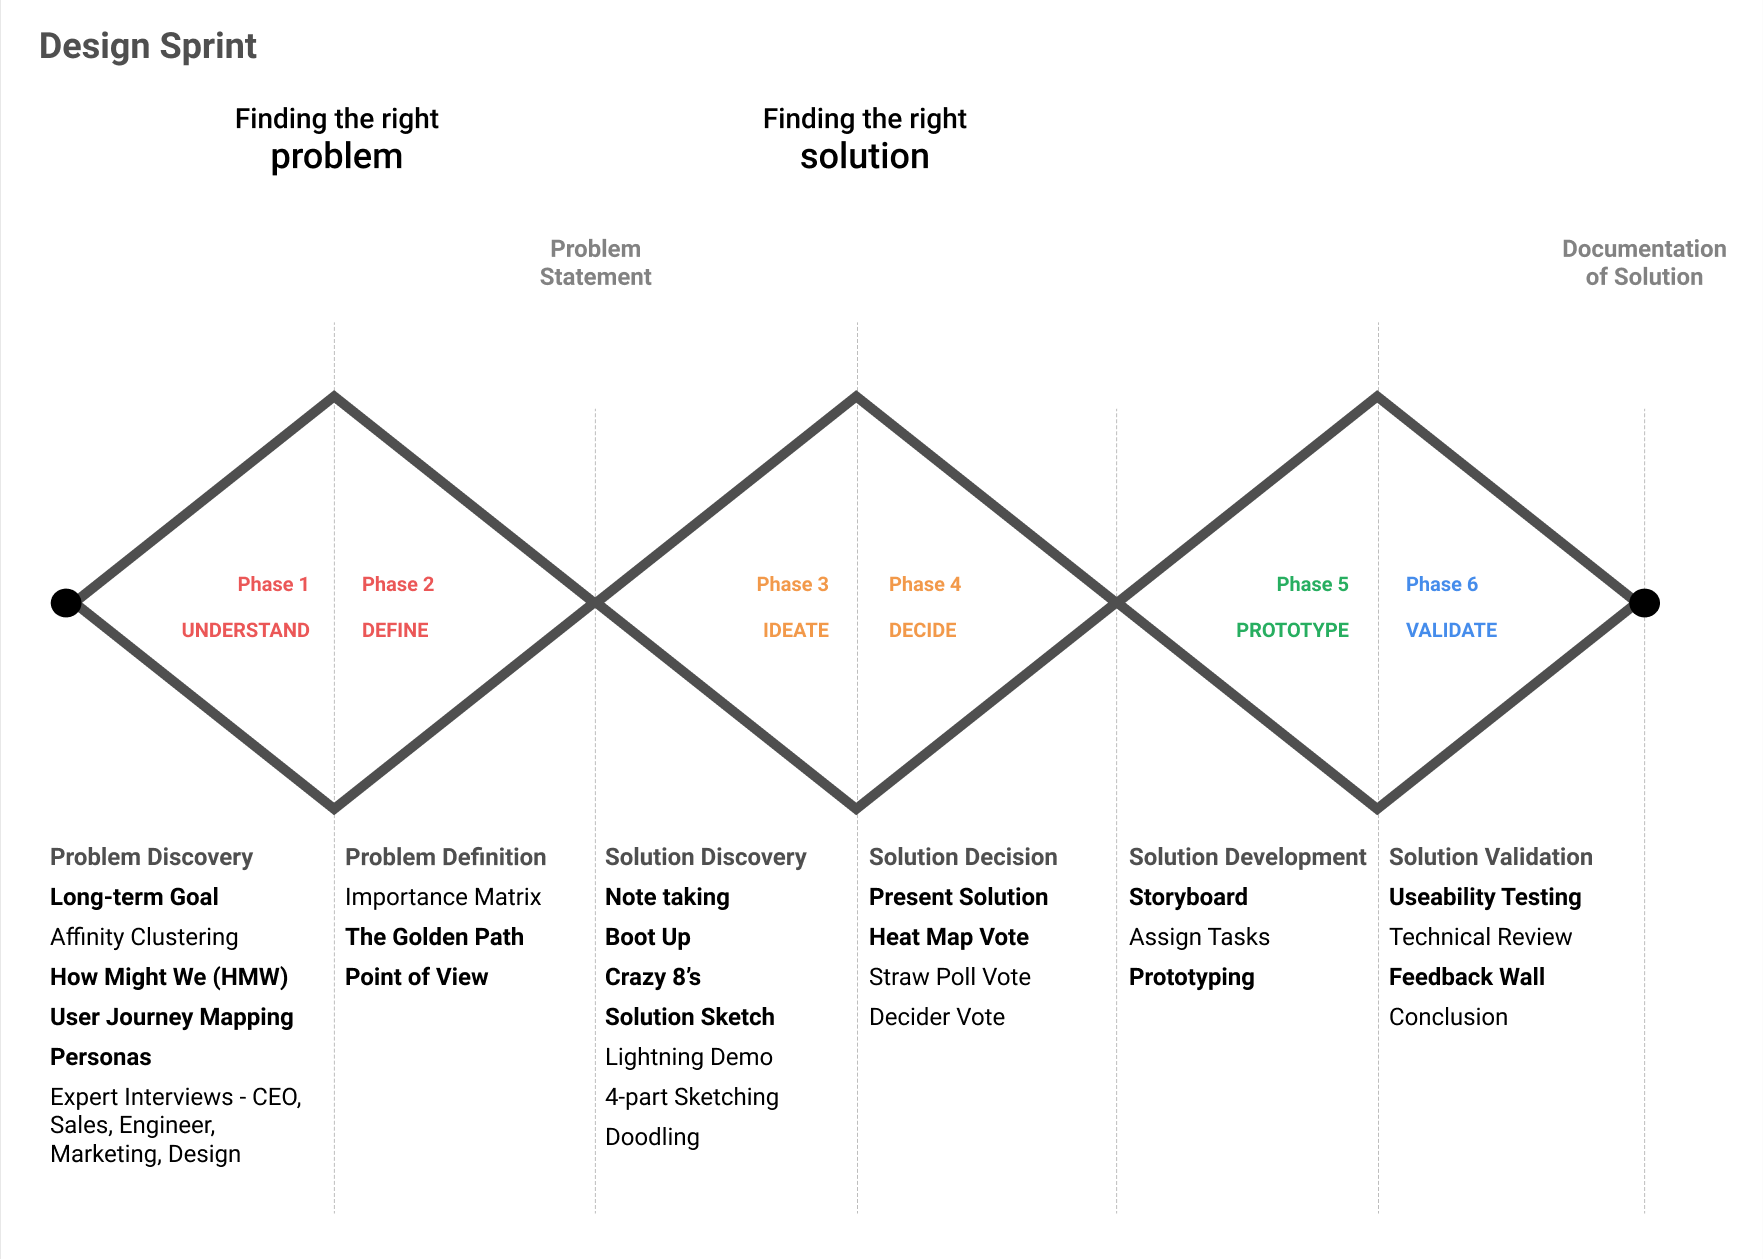 Design Sprint
Finding the right
problem
Finding the right
solution
Problem
Statement
Documentation
of Solution
Phase 1
UNDERSTAND
Phase 2
DEFINE
Phase 3
IDEATE
Phase 4
DECIDE
Phase 5
PROTOTYPE
Phase 6
VALIDATE
Problem Discovery
Long-term Goal
Affinity Clustering
How Might We (HMW)
User Journey Mapping
Personas
Expert Interviews - CEO,
Sales, Engineer,
Marketing, Design
Problem Definition
Importance Matrix
The Golden Path
Point of View
Solution Discovery
Note taking
Boot Up
Crazy 8’s
Solution Sketch
Lightning Demo
4-part Sketching
Doodling
Solution Decision
Present Solution
Heat Map Vote
Straw Poll Vote
Decider Vote
Solution Development
Storyboard
Assign Tasks
Prototyping
Solution Validation
Useability Testing
Technical Review
Feedback Wall
Conclusion